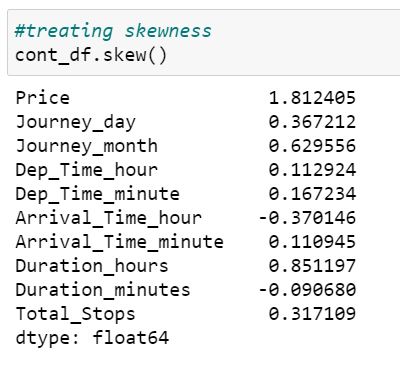 #treating skewness
cont_df.skew()
Price                  1.812405
Journey_day            0.367212
Journey_month          0.629556
Dep_Time_hour          0.112924
Dep_Time_minute        0.167234
Arrival_Time_hour     -0.370146
Arrival_Time_minute    0.110945
Duration_hours         0.851197
Duration_minutes      -0.090680
Total_Stops            0.317109
dtype: float64